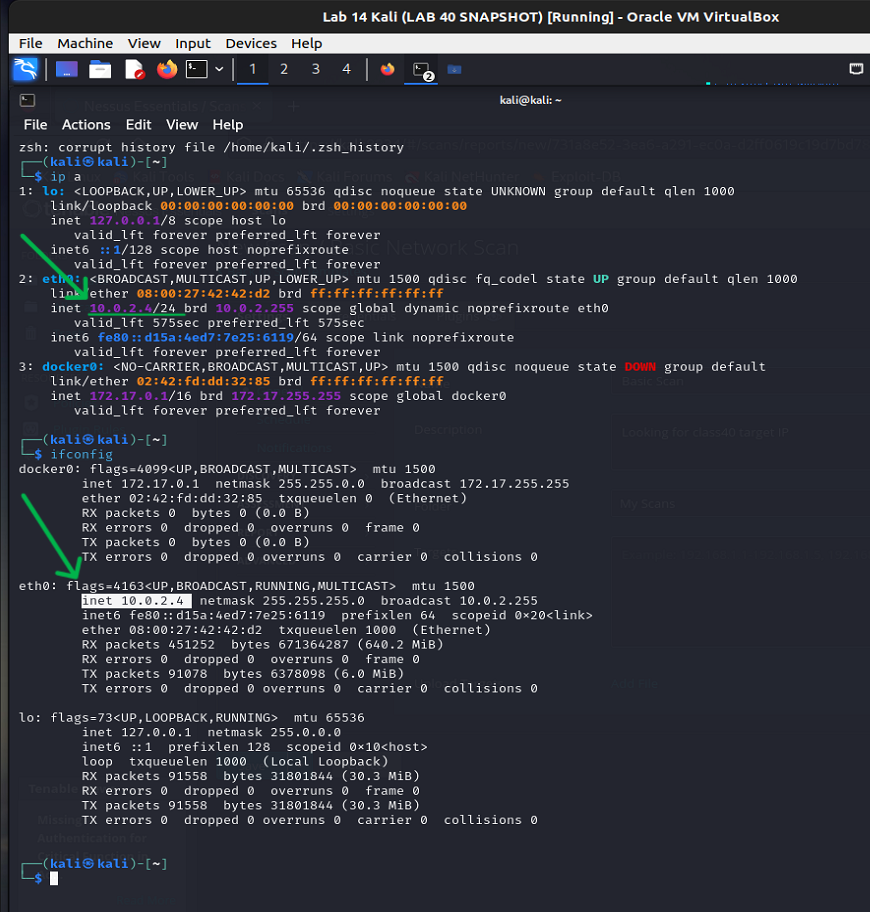 Lab 14 Kali (LAB 40 SNAPSHOT) [Running] - Oracle VM VirtualBox
File Machine View Input Devices Help
1 2 3 4 2
kali@kali: ~
File Actions Edit View Help
zsh: corrupt history file /home/kali/.zsh_history
┌──(kali㉿kali)-[~]
└─$ ip a
1: lo: <LOOPBACK,UP,LOWER_UP> mtu 65536 qdisc noqueue state UNKNOWN group default qlen 1000
link/loopback 00:00:00:00:00:00 brd 00:00:00:00:00:00
inet 127.0.0.1/8 scope host lo
valid_lft forever preferred_lft forever
inet6 ::1/128 scope host noprefixroute
valid_lft forever preferred_lft forever
2: eth0: <BROADCAST,MULTICAST,UP,LOWER_UP> mtu 1500 qdisc fq_codel state UP group default qlen 1000
link/ether 08:00:27:42:42:d2 brd ff:ff:ff:ff:ff:ff
inet 10.0.2.4/24 brd 10.0.2.255 scope global dynamic noprefixroute eth0
valid_lft 575sec preferred_lft 575sec
inet6 fe80::d15a:4ed7:7e25:6119/64 scope link noprefixroute
valid_lft forever preferred_lft forever
3: docker0: <NO-CARRIER,BROADCAST,MULTICAST,UP> mtu 1500 qdisc noqueue state DOWN group default
link/ether 02:42:fd:dd:32:85 brd ff:ff:ff:ff:ff:ff
inet 172.17.0.1/16 brd 172.17.255.255 scope global docker0
valid_lft forever preferred_lft forever
┌──(kali㉿kali)-[~]
└─$ ifconfig
docker0: flags=4099<UP,BROADCAST,MULTICAST> mtu 1500
inet 172.17.0.1 netmask 255.255.0.0 broadcast 172.17.255.255
ether 02:42:fd:dd:32:85 txqueuelen 0 (Ethernet)
RX packets 0 bytes 0 (0.0 B)
RX errors 0 dropped 0 overruns 0 frame 0
TX packets 0 bytes 0 (0.0 B)
TX errors 0 dropped 0 overruns 0 carrier 0 collisions 0
eth0: flags=4163<UP,BROADCAST,RUNNING,MULTICAST> mtu 1500
inet 10.0.2.4 netmask 255.255.255.0 broadcast 10.0.2.255
inet6 fe80::d15a:4ed7:7e25:6119 prefixlen 64 scopeid 0×20<link>
ether 08:00:27:42:42:d2 txqueuelen 1000 (Ethernet)
RX packets 451252 bytes 671364287 (640.2 MiB)
RX errors 0 dropped 0 overruns 0 frame 0
TX packets 91078 bytes 6378098 (6.0 MiB)
TX errors 0 dropped 0 overruns 0 carrier 0 collisions 0
lo: flags=73<UP,LOOPBACK,RUNNING> mtu 65536
inet 127.0.0.1 netmask 255.0.0.0
inet6 ::1 prefixlen 128 scopeid 0×10<host>
loop txqueuelen 1000 (Local Loopback)
RX packets 91558 bytes 31801844 (30.3 MiB)
RX errors 0 dropped 0 overruns 0 frame 0
TX packets 91558 bytes 31801844 (30.3 MiB)
TX errors 0 dropped 0 overruns 0 carrier 0 collisions 0
┌──(kali㉿kali)-[~]
└─$